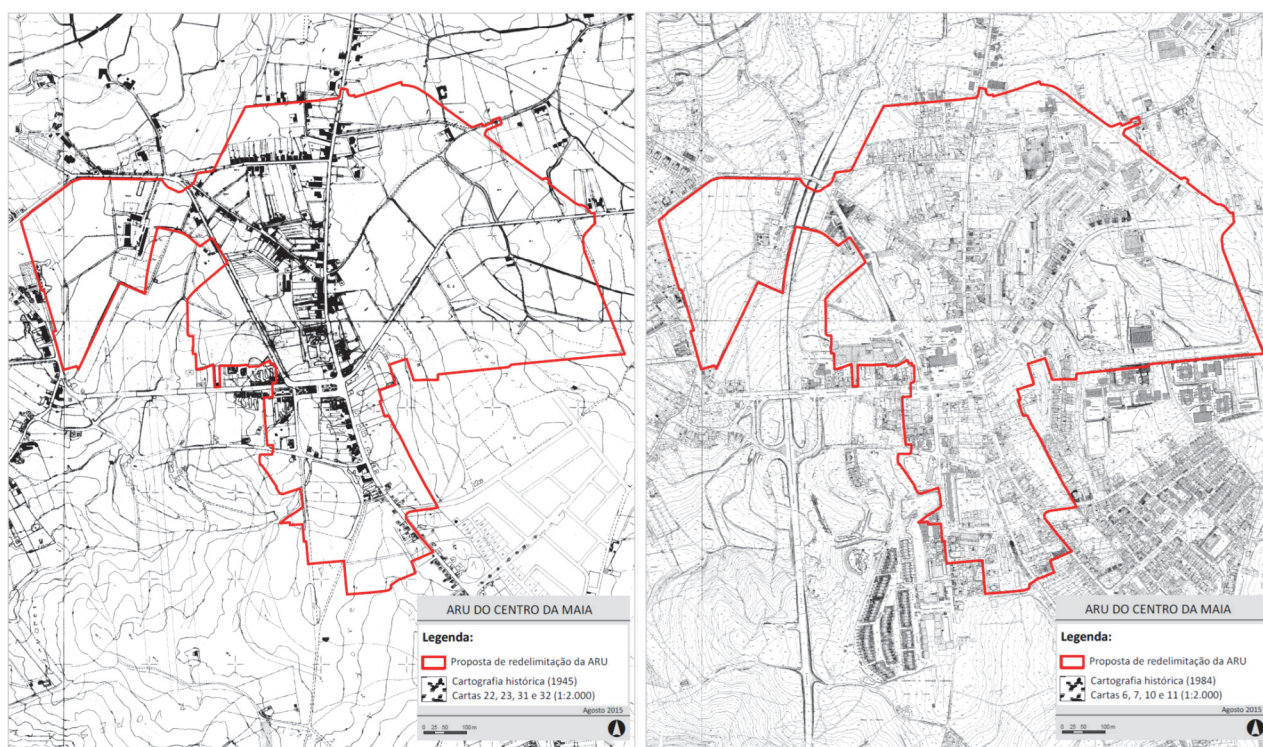 ARU DO CENTRO DA MAIA
Legenda:
Proposta de redelimitação da ARU
Cartografia histórica (1945)
Cartas 22, 23, 31 e 32 (1:2.000)
Agosto 2015
0 25 50 100 m
ARU DO CENTRO DA MAIA
Legenda:
Proposta de redelimitação da ARU
Cartografia histórica (1984)
Cartas 6, 7, 10 e 11 (1:2.000)
Agosto 2015
0 25 50 100 m